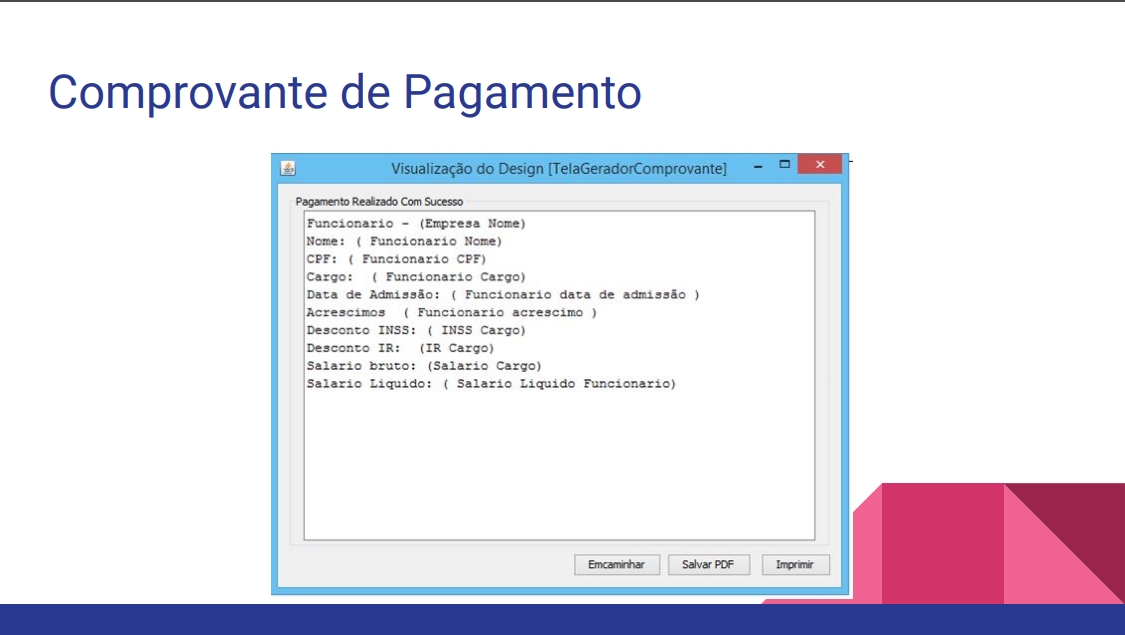 Comprovante de Pagamento
Visualização do Design [TelaGeradorComprovante]
Pagamento Realizado Com Sucesso
Funcionario - (Empresa Nome)
Nome: ( Funcionario Nome)
CPF: ( Funcionario CPF)
Cargo:  ( Funcionario Cargo)
Data de Admissão: ( Funcionario data de admissão )
Acrescimos  ( Funcionario acrescimo )
Desconto INSS: ( INSS Cargo)
Desconto IR:  (IR Cargo)
Salario bruto: (Salario Cargo)
Salario Liquido: ( Salario Liquido Funcionario)
Emcaminhar Salvar PDF Imprimir